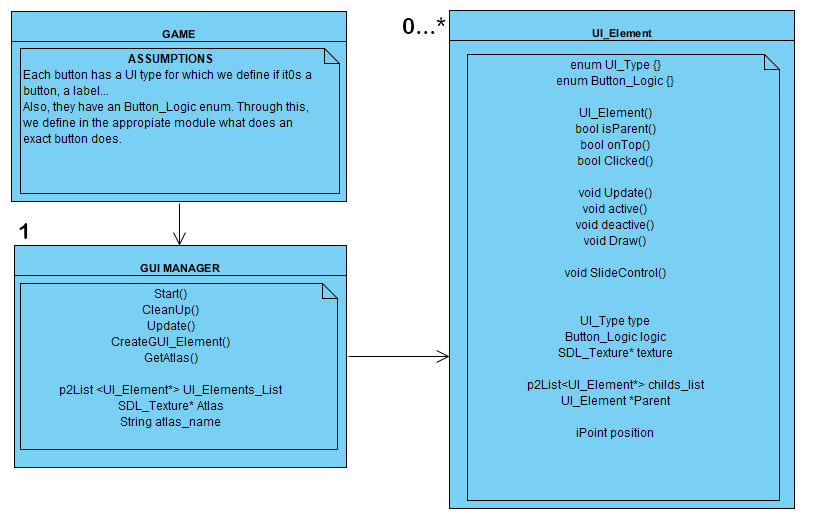 GAME
ASSUMPTIONS
Each button has a UI type for which we define if it0s a
button, a label...
Also, they have an Button_Logic enum. Through this,
we define in the appropiate module what does an
exact button does.
1
GUI MANAGER
Start()
CleanUp()
Update()
CreateGUI_Element()
GetAtlas()
p2List <UI_Element*> UI_Elements_List
SDL_Texture* Atlas
String atlas_name
0...*
UI_Element
enum UI_Type {}
enum Button_Logic {}
UI_Element()
bool isParent()
bool onTop()
bool Clicked()
void Update()
void active()
void deactive()
void Draw()
void SlideControl()
UI_Type type
Button_Logic logic
SDL_Texture* texture
p2List<UI_Element*> childs_list
UI_Element *Parent
iPoint position